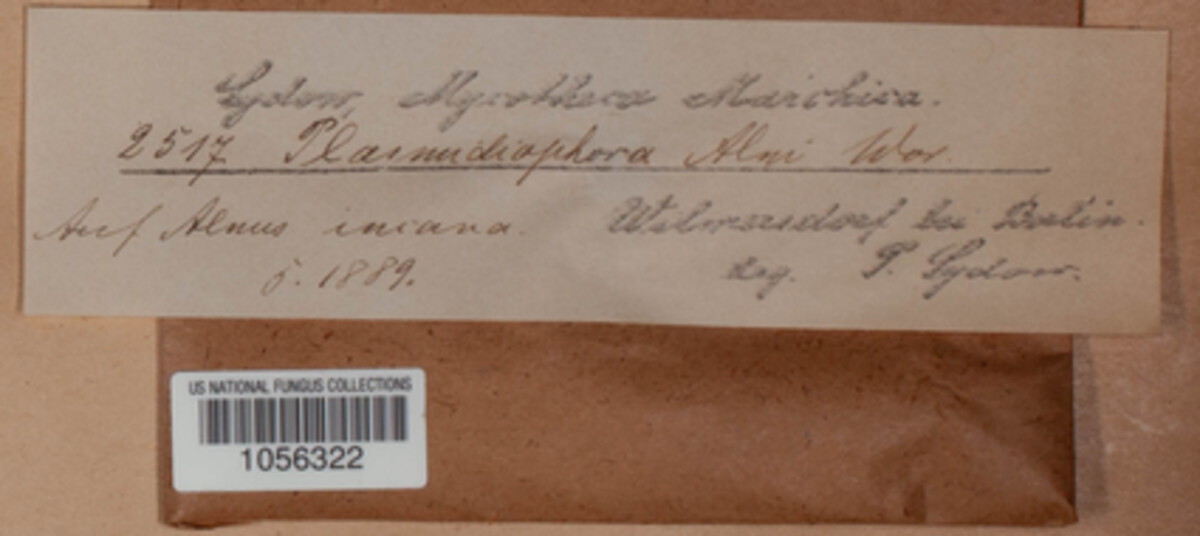 Sydow, Mycotheca Marchica.
2517 Plasmodiophora Alni Wor.
Auf Alnus incana.
5. 1889.
Wilmersdorf bei Berlin.
leg. P. Sydow.
US NATIONAL FUNGUS COLLECTIONS
1056322